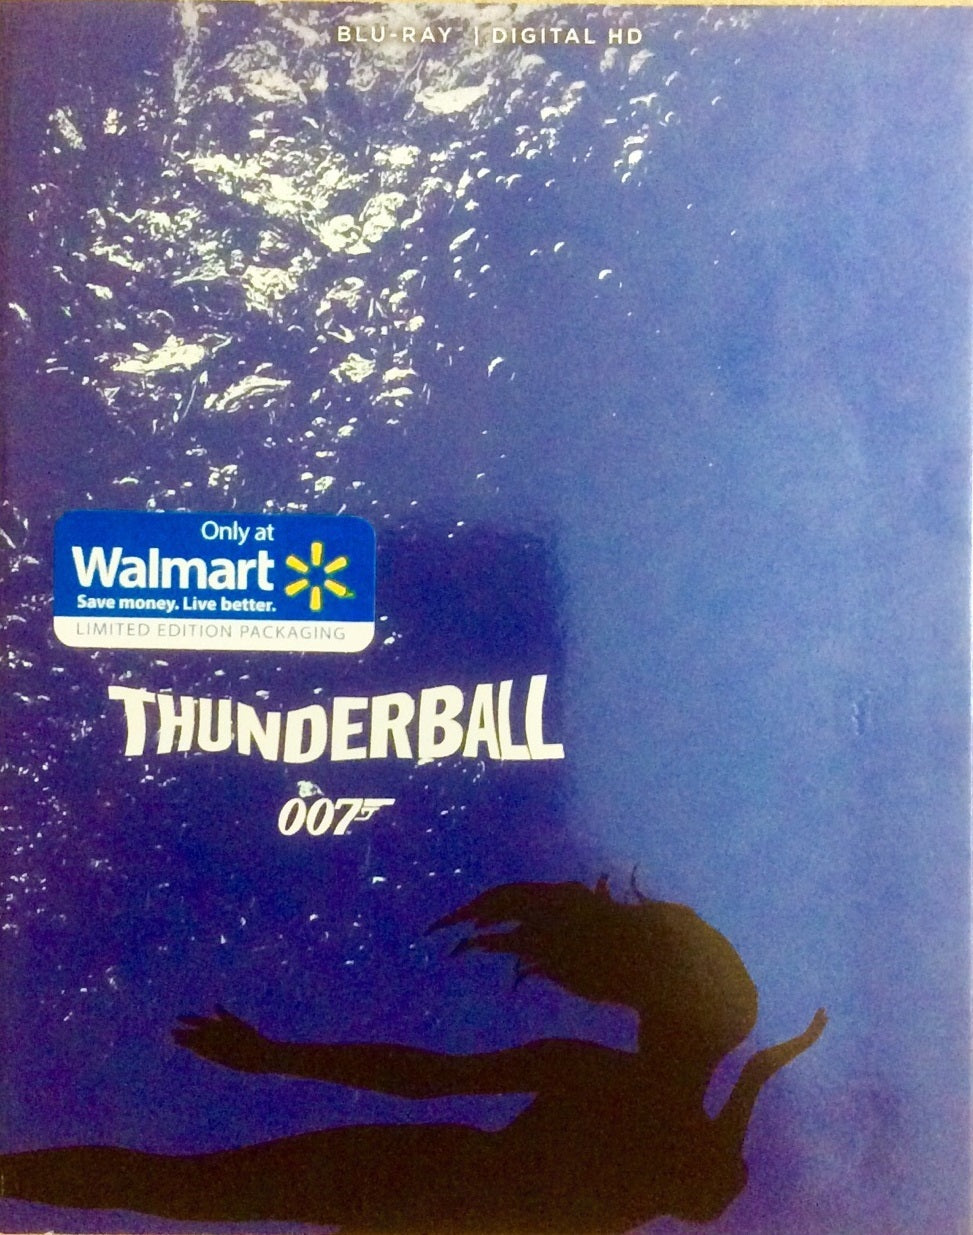 BLU-RAY | DIGITAL HD
Only at
Walmart
Save money. Live better.
LIMITED EDITION PACKAGING
THUNDERBALL
007